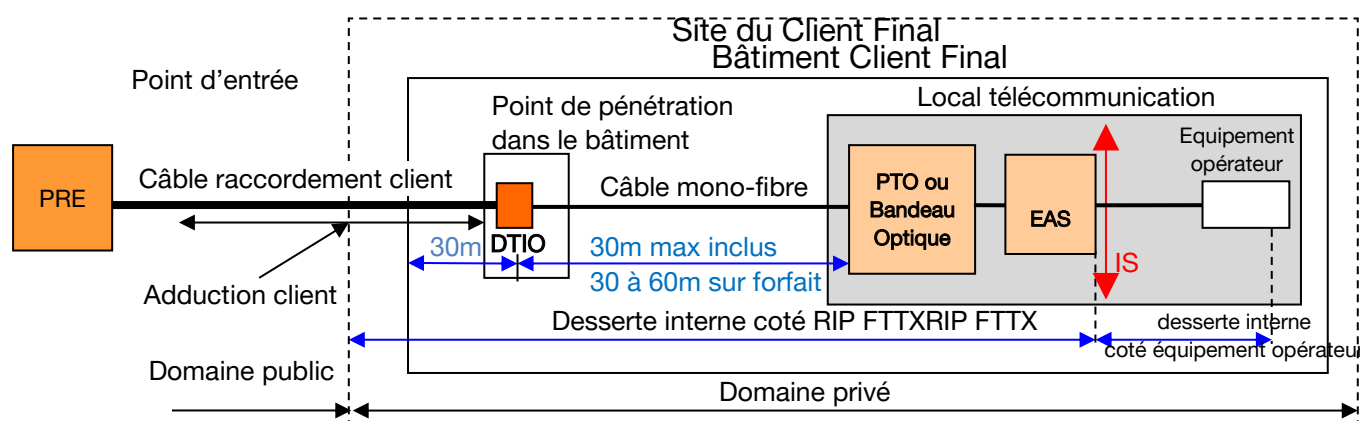 Site du Client Final
Bâtiment Client Final
Point d’entrée
Point de pénétration
dans le bâtiment
Local télécommunication
Equipement
opérateur
PRE
Câble raccordement client
Câble mono-fibre
PTO ou
Bandeau
Optique
EAS
30m
DTIO
30m max inclus
30 à 60m sur forfait
IS
Adduction client
Desserte interne coté RIP FTTXRIP FTTX
desserte interne
coté équipement opérateur
Domaine public
Domaine privé